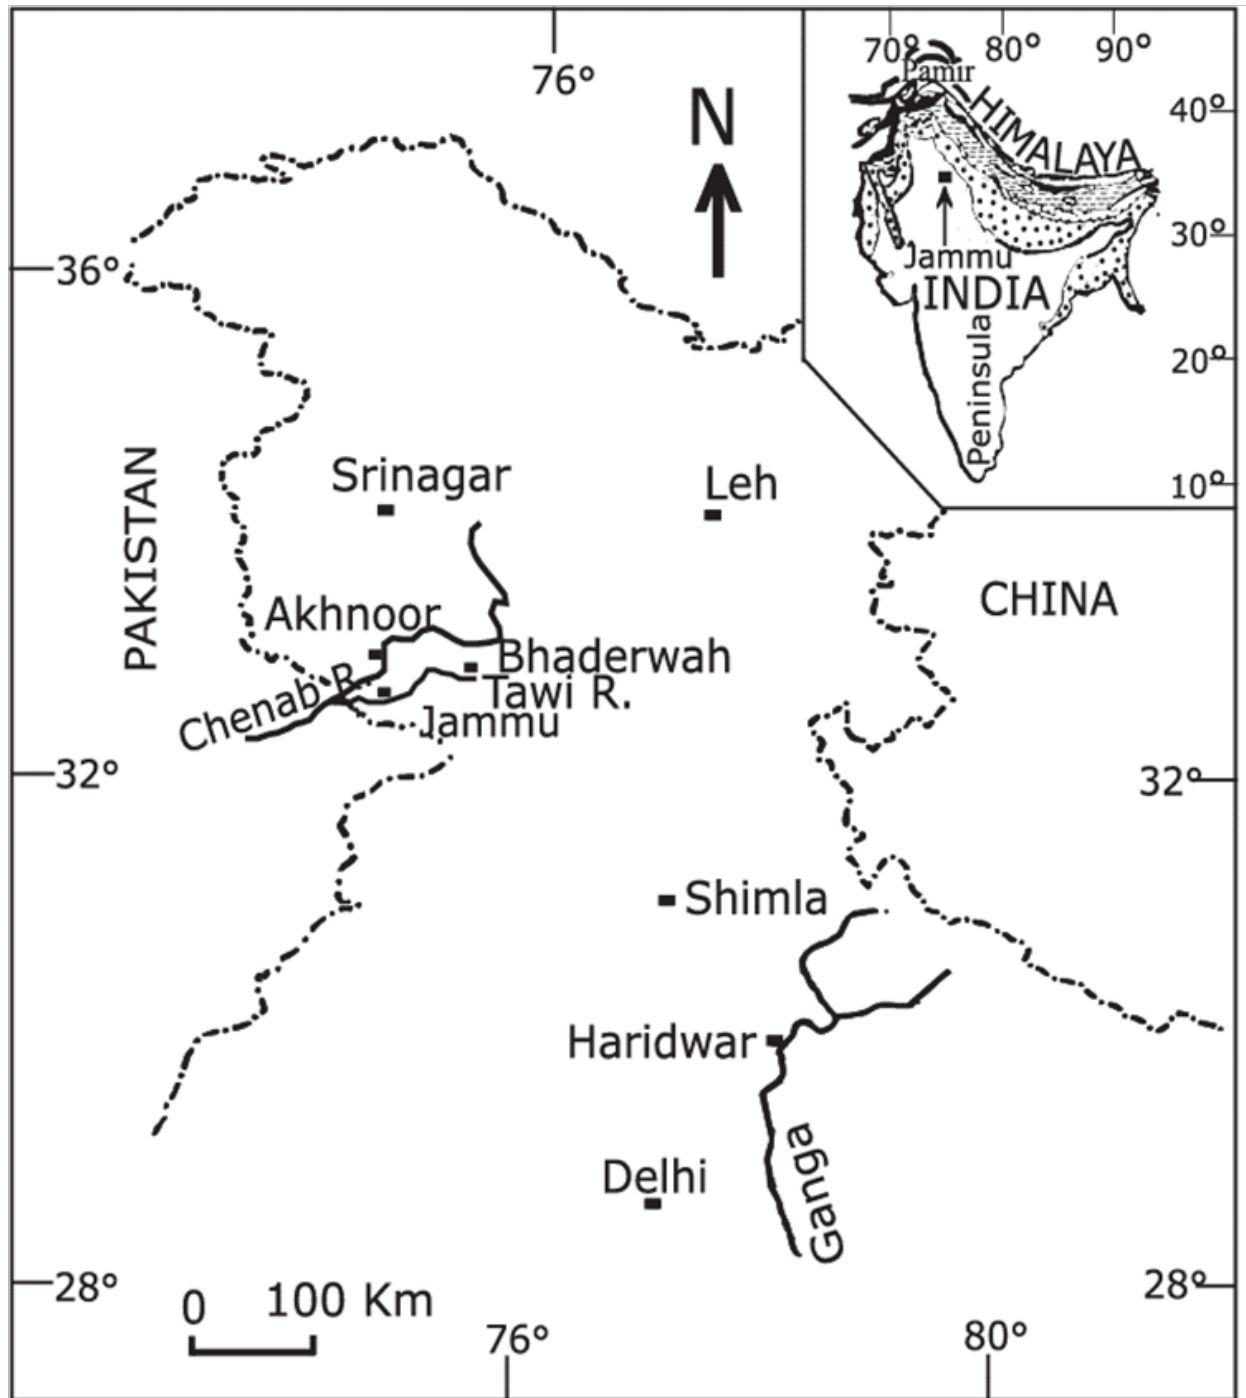 76°
N
70° 80° 90°
Pamir
HIMALAYA
40°
30°
Jammu
INDIA
Peninsula
20°
10°
36°
PAKISTAN
Srinagar
Leh
CHINA
Akhnoor
Bhaderwah
Chenab R.
Tawi R.
Jammu
32°
32°
Shimla
Haridwar
Ganga
Delhi
28°
28°
0 100 Km
76°
80°